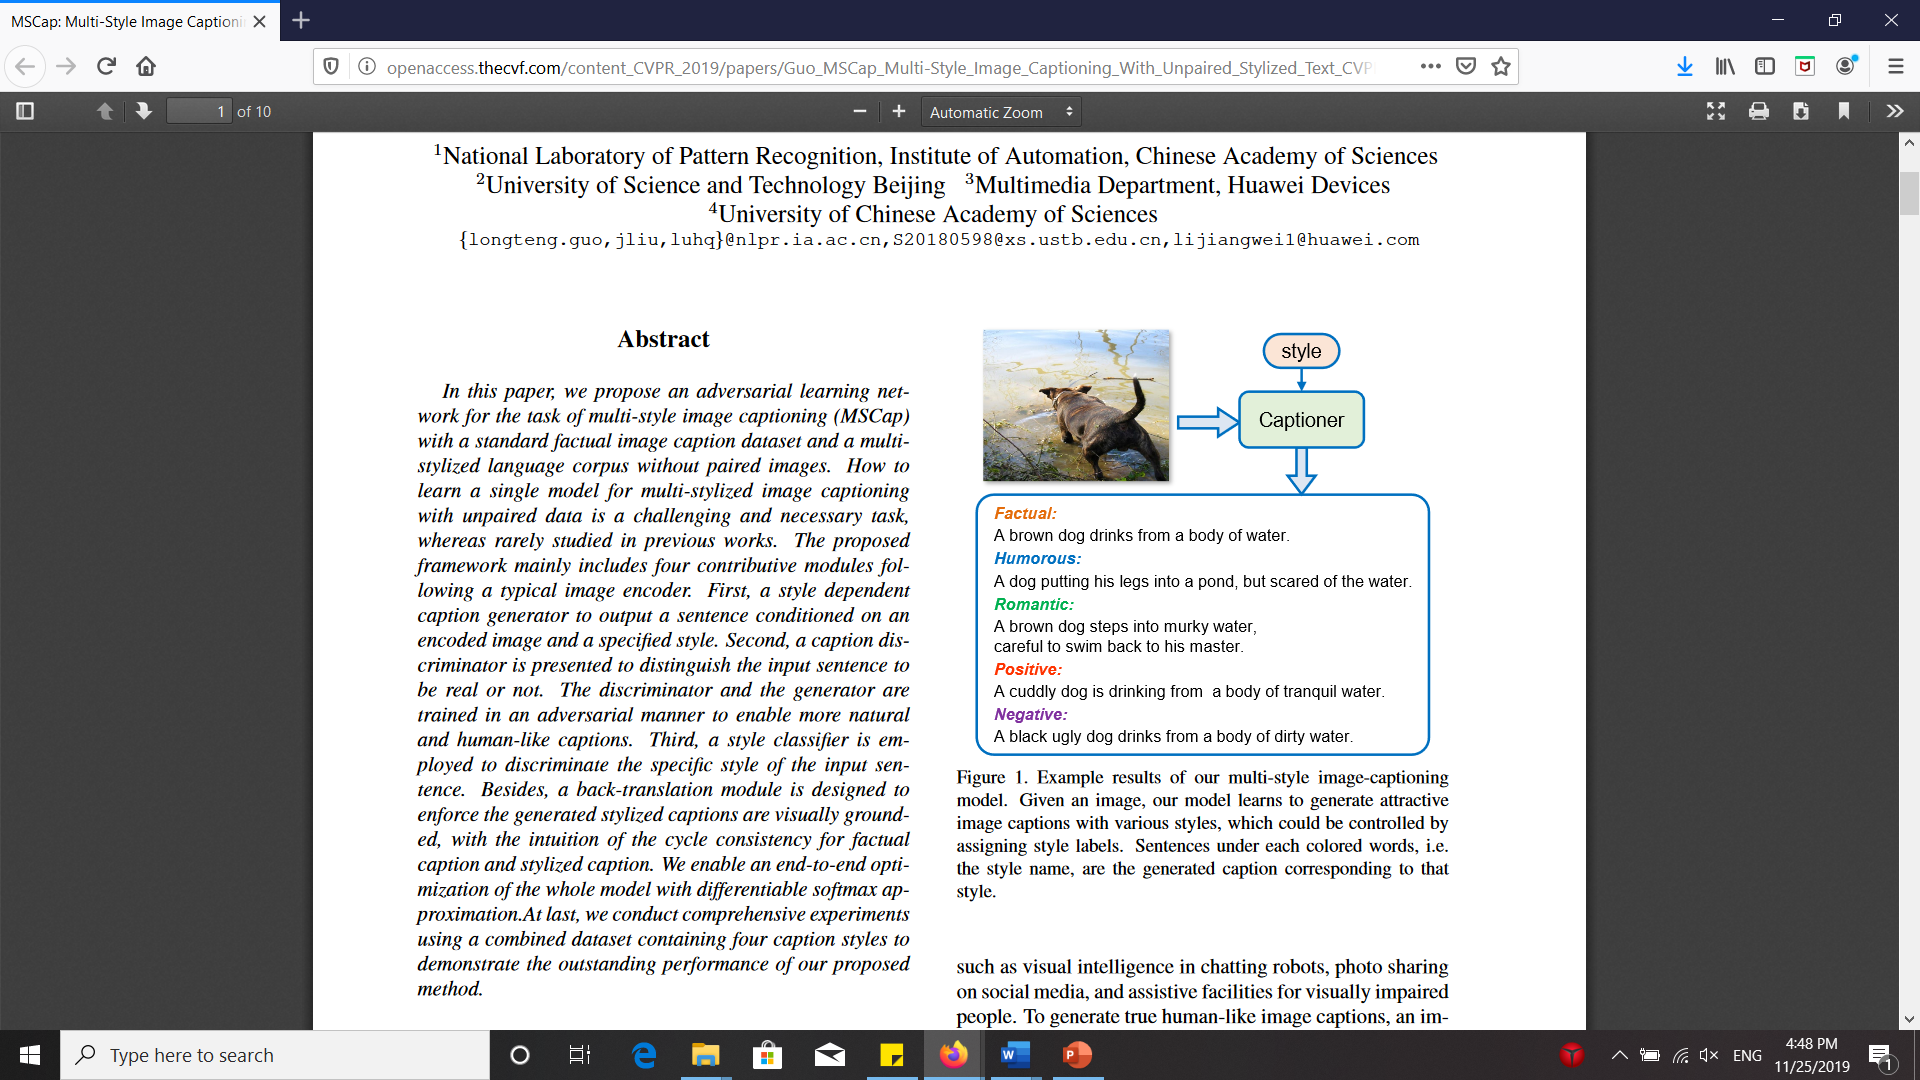 MSCap: Multi-Style Image Captioni
openaccess.thecvf.com/content_CVPR_2019/papers/Guo_MSCap_Multi-Style_Image_Captioning_With_Unpaired_Stylized_Text_CVP
1 of 10
Automatic Zoom
1National Laboratory of Pattern Recognition, Institute of Automation, Chinese Academy of Sciences
2University of Science and Technology Beijing 3Multimedia Department, Huawei Devices
4University of Chinese Academy of Sciences
{longteng.guo,jliu,luhq}@nlpr.ia.ac.cn,S20180598@xs.ustb.edu.cn,lijiangwei1@huawei.com
Abstract
In this paper, we propose an adversarial learning net-
work for the task of multi-style image captioning (MSCap)
with a standard factual image caption dataset and a multi-
stylized language corpus without paired images. How to
learn a single model for multi-stylized image captioning
with unpaired data is a challenging and necessary task,
whereas rarely studied in previous works. The proposed
framework mainly includes four contributive modules fol-
lowing a typical image encoder. First, a style dependent
caption generator to output a sentence conditioned on an
encoded image and a specified style. Second, a caption dis-
criminator is presented to distinguish the input sentence to
be real or not. The discriminator and the generator are
trained in an adversarial manner to enable more natural
and human-like captions. Third, a style classifier is em-
ployed to discriminate the specific style of the input sen-
tence. Besides, a back-translation module is designed to
enforce the generated stylized captions are visually ground-
ed, with the intuition of the cycle consistency for factual
caption and stylized caption. We enable an end-to-end opti-
mization of the whole model with differentiable softmax ap-
proximation.At last, we conduct comprehensive experiments
using a combined dataset containing four caption styles to
demonstrate the outstanding performance of our proposed
method.
style
Captioner
Factual:
A brown dog drinks from a body of water.
Humorous:
A dog putting his legs into a pond, but scared of the water.
Romantic:
A brown dog steps into murky water,
careful to swim back to his master.
Positive:
A cuddly dog is drinking from a body of tranquil water.
Negative:
A black ugly dog drinks from a body of dirty water.
Figure 1. Example results of our multi-style image-captioning
model. Given an image, our model learns to generate attractive
image captions with various styles, which could be controlled by
assigning style labels. Sentences under each colored words, i.e.
the style name, are the generated caption corresponding to that
style.
such as visual intelligence in chatting robots, photo sharing
on social media, and assistive facilities for visually impaired
people. To generate true human-like image captions, an im-
Type here to search
ENG
4:48 PM
11/25/2019
1